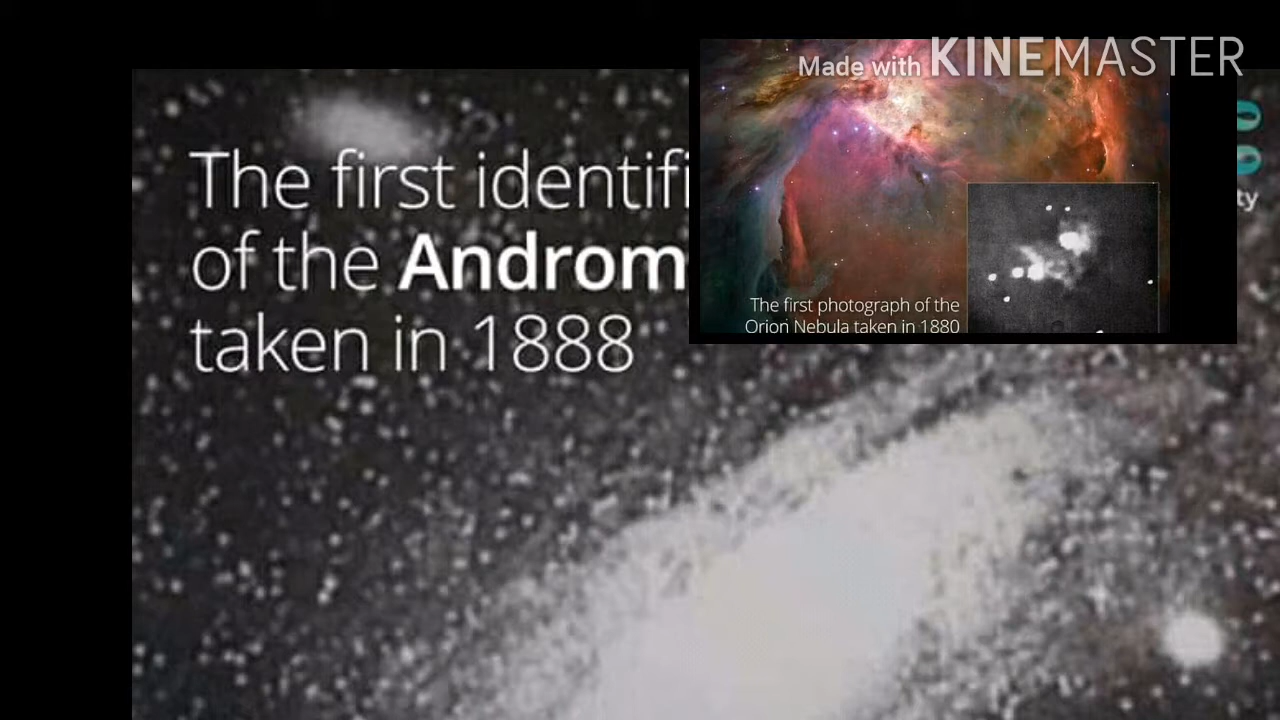 Made with KINEMASTER
The first identifi
of the Androm
taken in 1888
The first photograph of the
Orion Nebula taken in 1880
ty